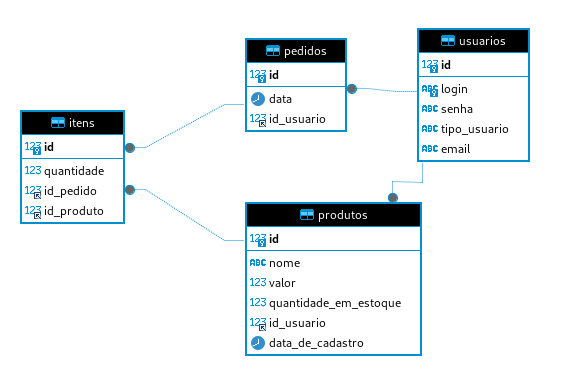 pedidos
123 id
data
123 id_usuario
usuarios
123 id
ABC login
ABC senha
ABC tipo_usuario
ABC email
itens
123 id
123 quantidade
123 id_pedido
123 id_produto
produtos
123 id
ABC nome
123 valor
123 quantidade_em_estoque
123 id_usuario
data_de_cadastro